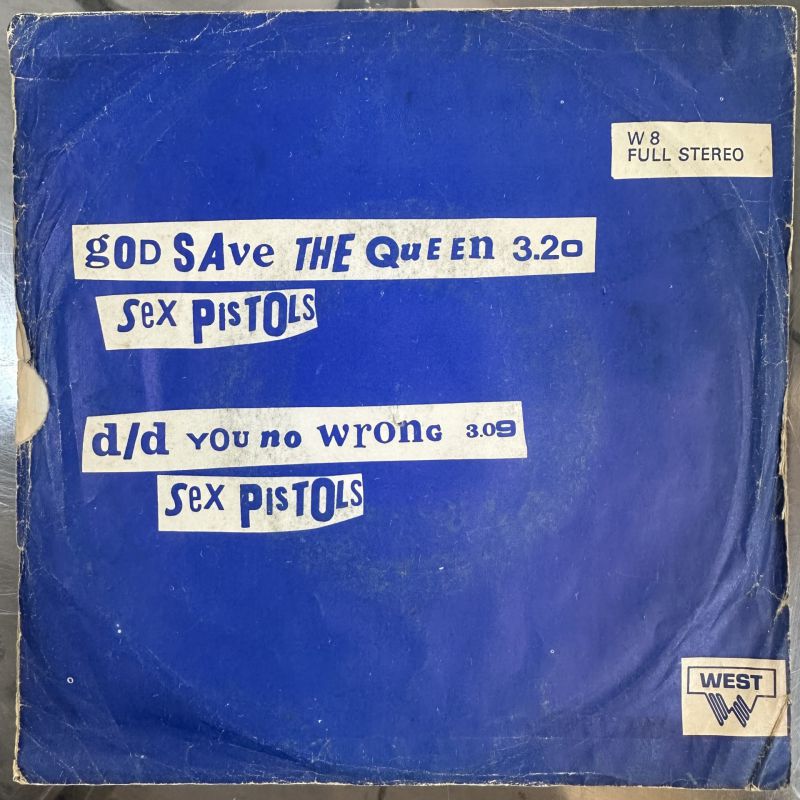 W 8
FULL STEREO
gOD SAve THE QuEEn 3.20
Sex PisTOLS
d/d YOU no wronG 3.09
Sex PisTOLS
WEST
W